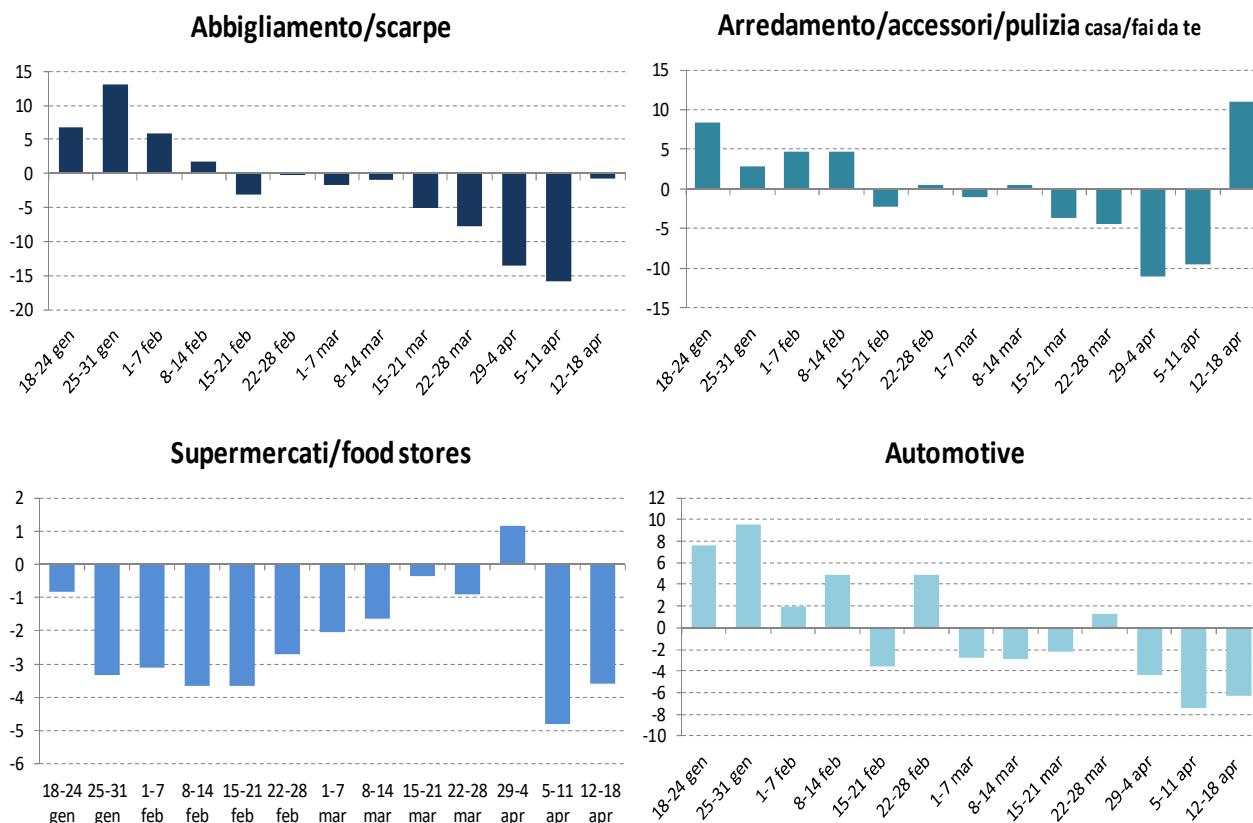 Abbigliamento/scarpe
15
10
5
0
-5
-10
-15
-20
18-24 gen
25-31 gen
1-7 feb
8-14 feb
15-21 feb
22-28 feb
1-7 mar
8-14 mar
15-21 mar
22-28 mar
29-4 apr
5-11 apr
12-18 apr
Arredamento/accessori/pulizia casa/fai da te
15
10
5
0
-5
-10
-15
18-24 gen
25-31 gen
1-7 feb
8-14 feb
15-21 feb
22-28 feb
1-7 mar
8-14 mar
15-21 mar
22-28 mar
29-4 apr
5-11 apr
12-18 apr
Supermercati/food stores
2
1
0
-1
-2
-3
-4
-5
-6
18-24 25-31 1-7 8-14 15-21 22-28 1-7 8-14 15-21 22-28 29-4 5-11 12-18
gen gen feb feb feb feb mar mar mar mar apr apr apr
Automotive
12
10
8
6
4
2
0
-2
-4
-6
-8
-10
18-24 gen
25-31 gen
1-7 feb
8-14 feb
15-21 feb
22-28 feb
1-7 mar
8-14 mar
15-21 mar
22-28 mar
29-4 apr
5-11 apr
12-18 apr